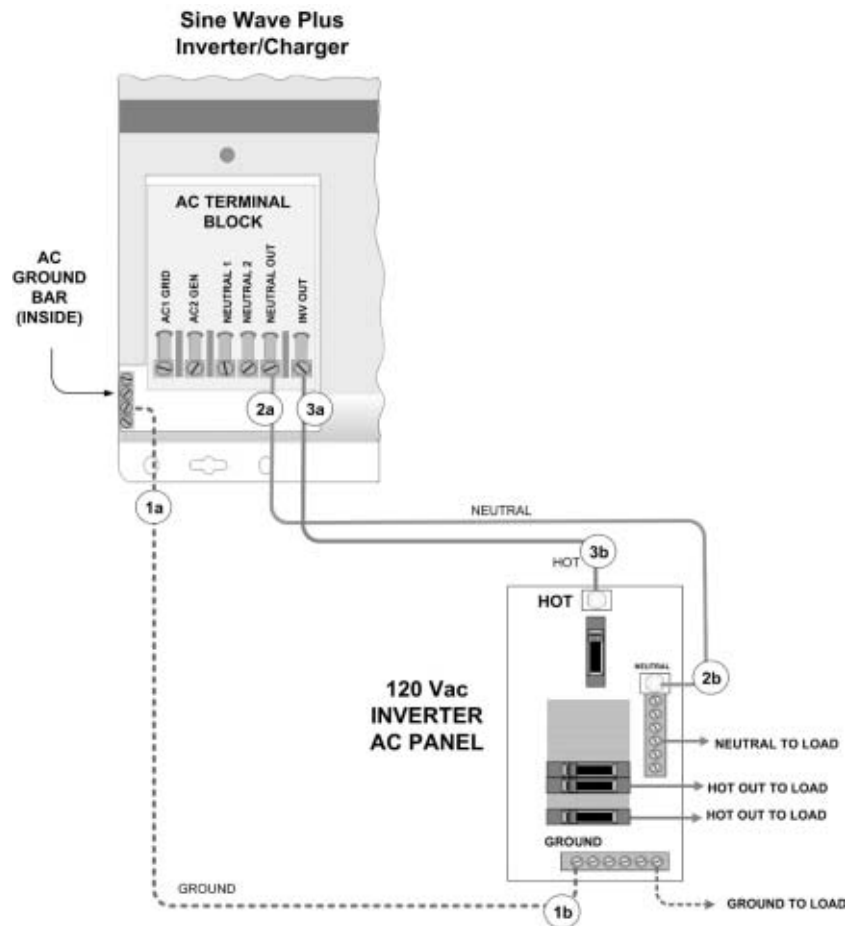 Sine Wave Plus
Inverter/Charger
AC TERMINAL
BLOCK
AC1 GRID
AC2 GEN
NEUTRAL 1
NEUTRAL 2
NEUTRAL OUT
INV OUT
AC
GROUND
BAR
(INSIDE)
2a
3a
1a
NEUTRAL
3b
HOT
HOT
NEUTRAL
2b
120 Vac
INVERTER
AC PANEL
NEUTRAL TO LOAD
HOT OUT TO LOAD
HOT OUT TO LOAD
GROUND
GROUND
1b
GROUND TO LOAD